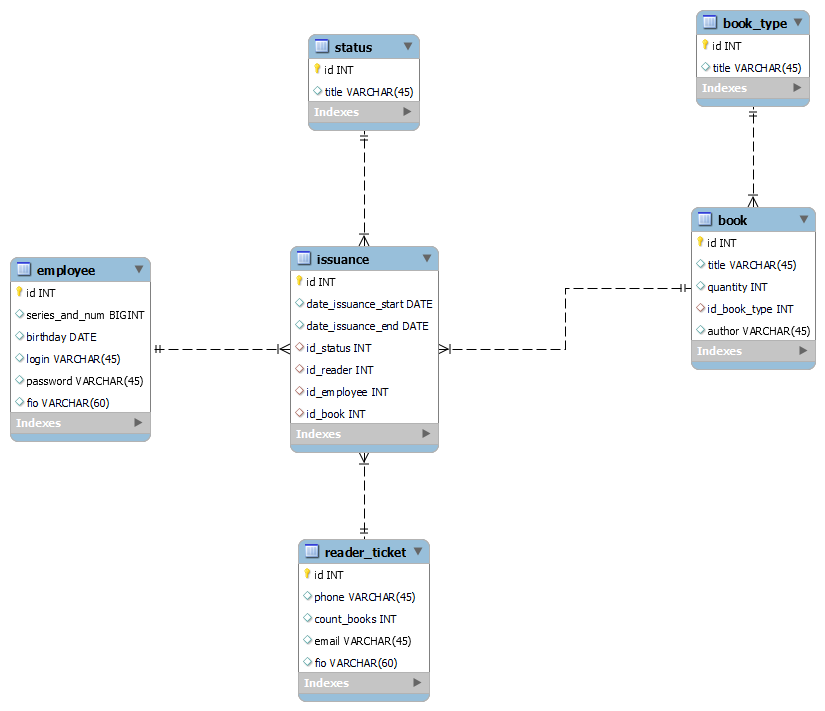 status
id INT
title VARCHAR(45)
Indexes
book_type
id INT
title VARCHAR(45)
Indexes
employee
id INT
series_and_num BIGINT
birthday DATE
login VARCHAR(45)
password VARCHAR(45)
fio VARCHAR(60)
Indexes
issuance
id INT
date_issuance_start DATE
date_issuance_end DATE
id_status INT
id_reader INT
id_employee INT
id_book INT
Indexes
book
id INT
title VARCHAR(45)
quantity INT
id_book_type INT
author VARCHAR(45)
Indexes
reader_ticket
id INT
phone VARCHAR(45)
count_books INT
email VARCHAR(45)
fio VARCHAR(60)
Indexes